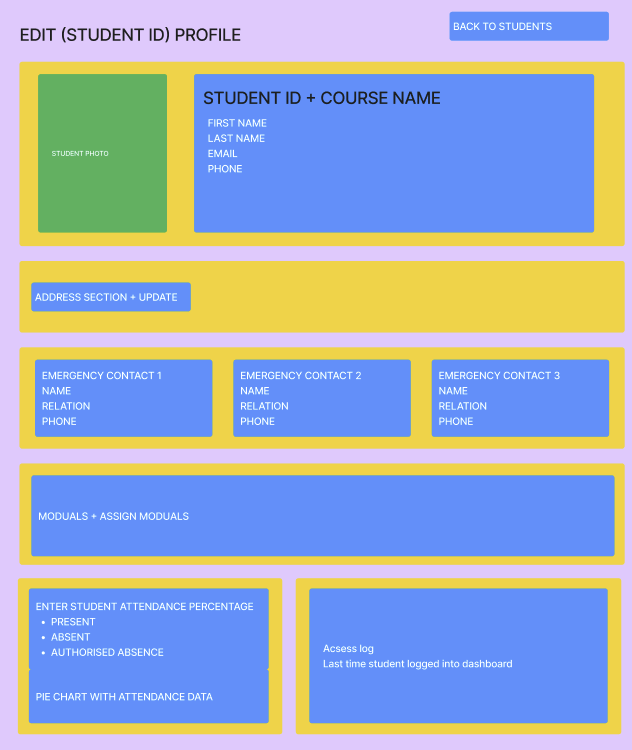 EDIT (STUDENT ID) PROFILE
BACK TO STUDENTS
STUDENT PHOTO
STUDENT ID + COURSE NAME
FIRST NAME
LAST NAME
EMAIL
PHONE
ADDRESS SECTION + UPDATE
EMERGENCY CONTACT 1
NAME
RELATION
PHONE
EMERGENCY CONTACT 2
NAME
RELATION
PHONE
EMERGENCY CONTACT 3
NAME
RELATION
PHONE
MODUALS + ASSIGN MODUALS
ENTER STUDENT ATTENDANCE PERCENTAGE
• PRESENT
• ABSENT
• AUTHORISED ABSENCE
PIE CHART WITH ATTENDANCE DATA
Acsess log
Last time student logged into dashboard